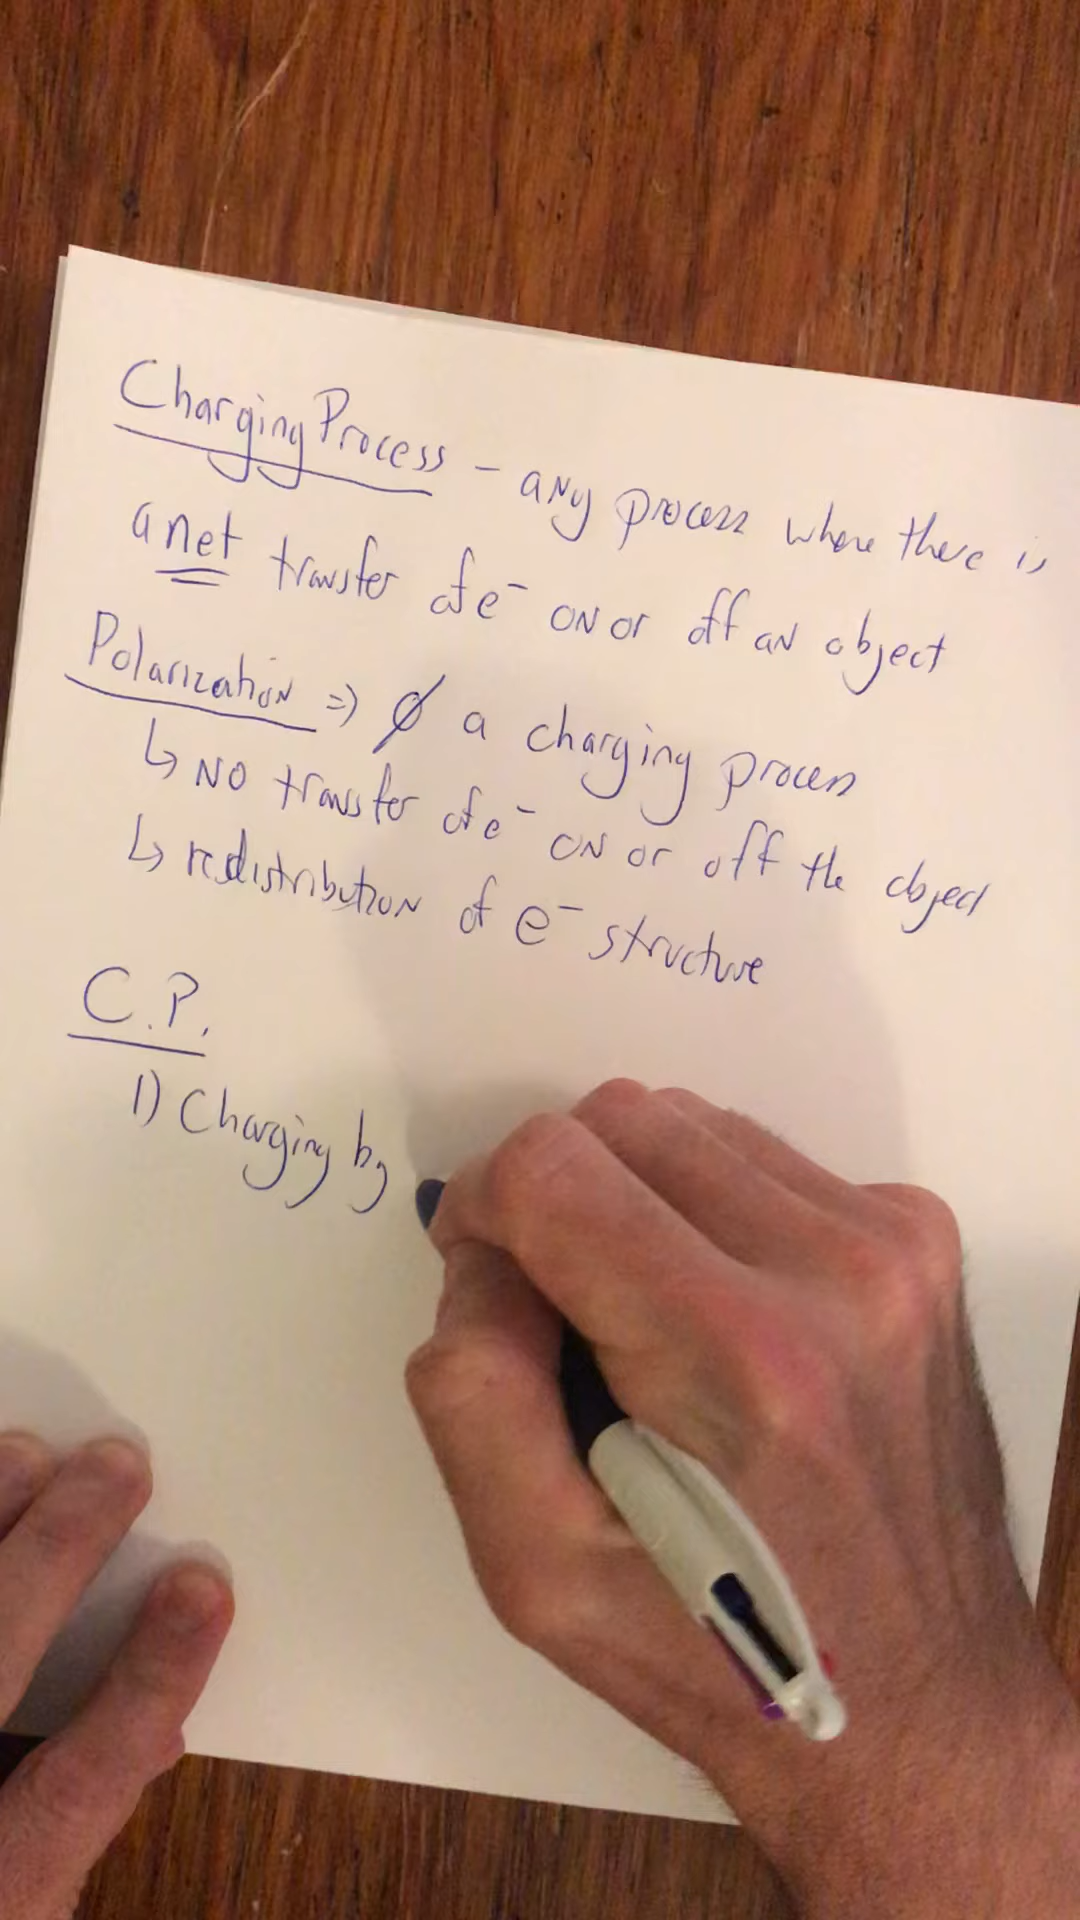 Charging Process - any process where there is
a net transfer of e⁻ on or off an object
Polarization => ∅ a charging process
↳ NO transfer of e⁻ on or off the object
↳ redistribution of e⁻ structure
C.P.
1) Charging by